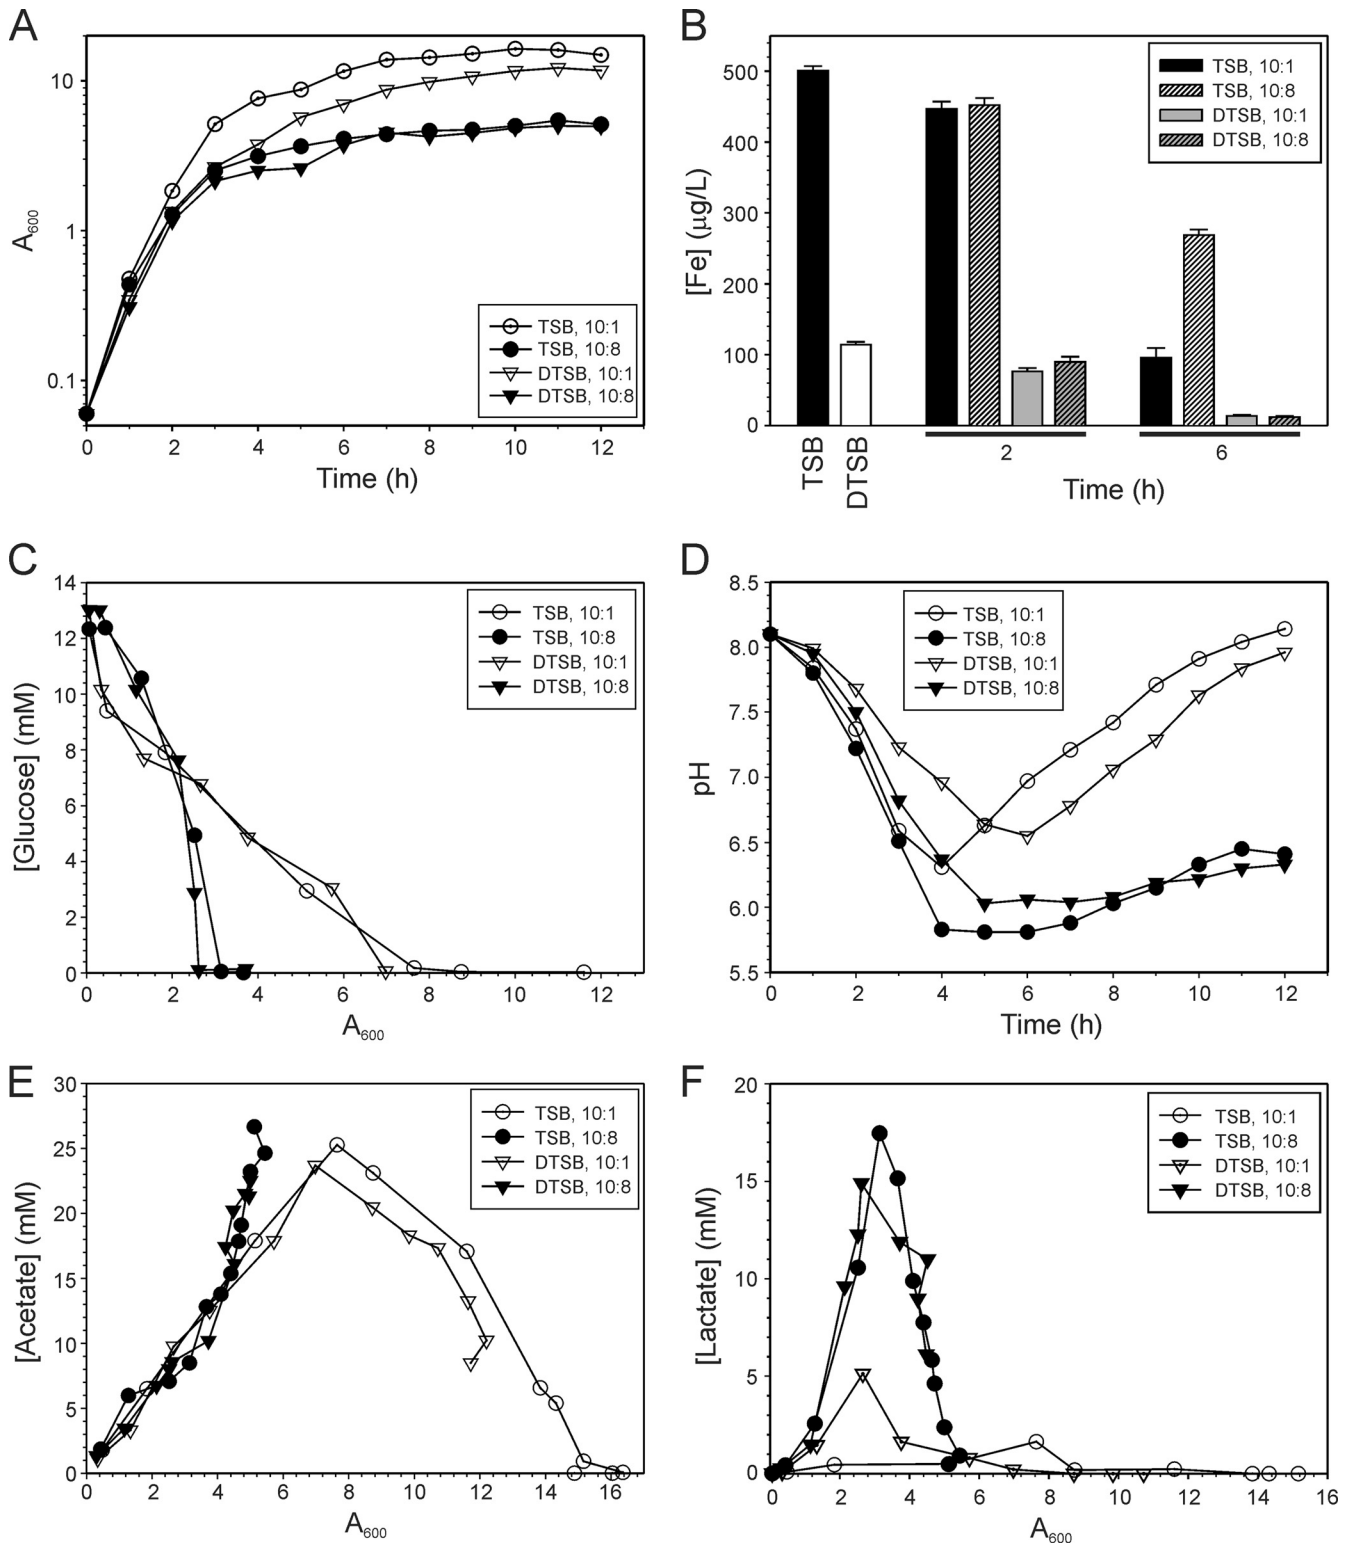 A
10
1
0.1
A600
0 2 4 6 8 10 12
Time (h)
TSB, 10:1
TSB, 10:8
DTSB, 10:1
DTSB, 10:8
B
500
400
300
200
100
0
[Fe] (µg/L)
TSB, 10:1
TSB, 10:8
DTSB, 10:1
DTSB, 10:8
TSB
DTSB
2 6
Time (h)
C
14
12
10
8
6
4
2
0
[Glucose] (mM)
0 2 4 6 8 10 12
A600
TSB, 10:1
TSB, 10:8
DTSB, 10:1
DTSB, 10:8
D
8.5
8.0
7.5
7.0
6.5
6.0
5.5
pH
0 2 4 6 8 10 12
Time (h)
TSB, 10:1
TSB, 10:8
DTSB, 10:1
DTSB, 10:8
E
30
25
20
15
10
5
0
[Acetate] (mM)
0 2 4 6 8 10 12 14 16
A600
TSB, 10:1
TSB, 10:8
DTSB, 10:1
DTSB, 10:8
F
20
15
10
5
0
[Lactate] (mM)
0 2 4 6 8 10 12 14 16
A600
TSB, 10:1
TSB, 10:8
DTSB, 10:1
DTSB, 10:8